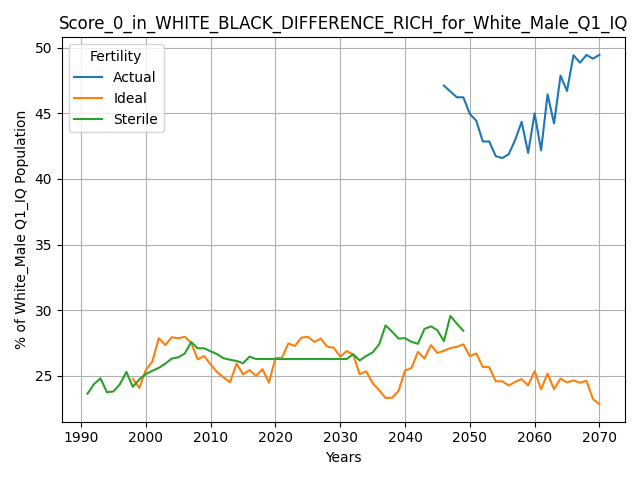 Score_0_in_WHITE_BLACK_DIFFERENCE_RICH_for_White_Male_Q1_IQ
Fertility
Actual
Ideal
Sterile
% of White_Male Q1_IQ Population
50
45
40
35
30
25
1990 2000 2010 2020 2030 2040 2050 2060 2070
Years